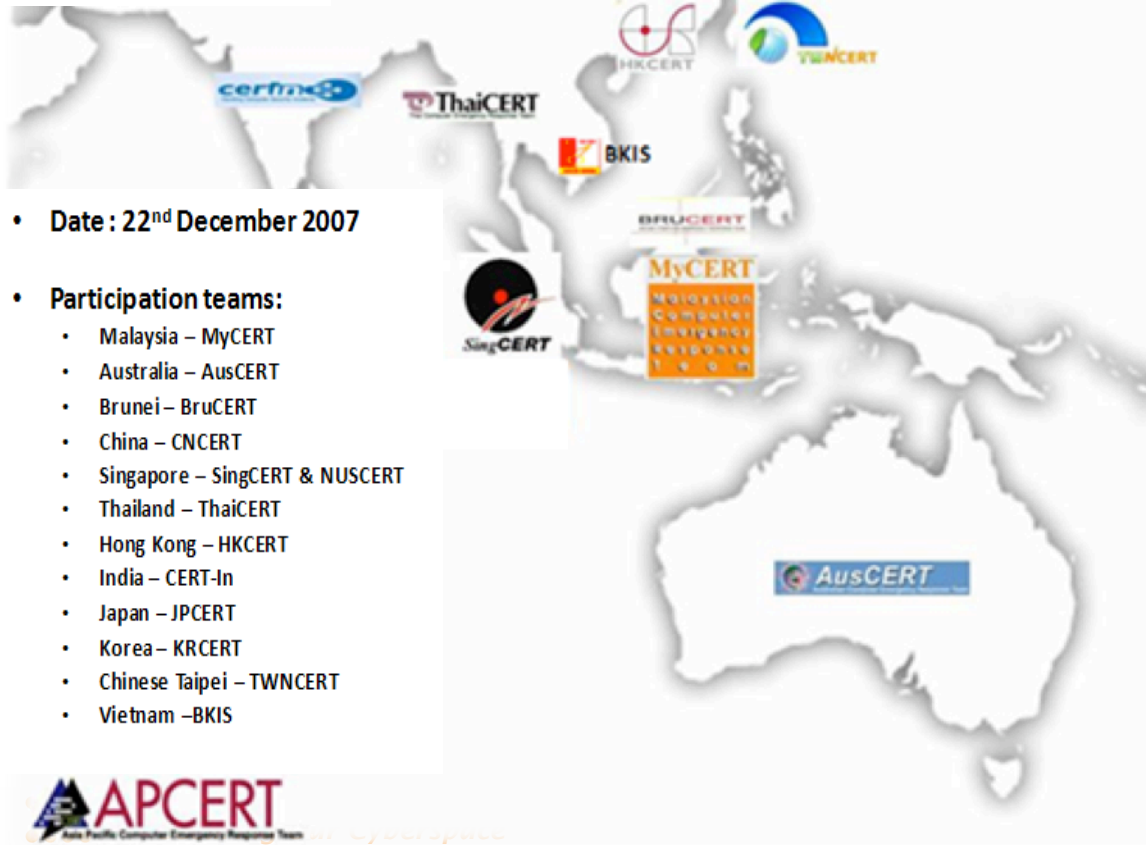 HKCERT
TWNCERT
ThaiCERT
BKIS
BRUCERT
• Date : 22nd December 2007
• Participation teams:
• Malaysia – MyCERT
• Australia – AusCERT
• Brunei – BruCERT
• China – CNCERT
• Singapore – SingCERT & NUSCERT
• Thailand – ThaiCERT
• Hong Kong – HKCERT
• India – CERT-In
• Japan – JPCERT
• Korea – KRCERT
• Chinese Taipei – TWNCERT
• Vietnam –BKIS
SingCERT
MyCERT
Malaysian
Computer
Emergency
Response
Team
AusCERT
APCERT
Asia Pacific Computer Emergency Response Team
Cyberspace